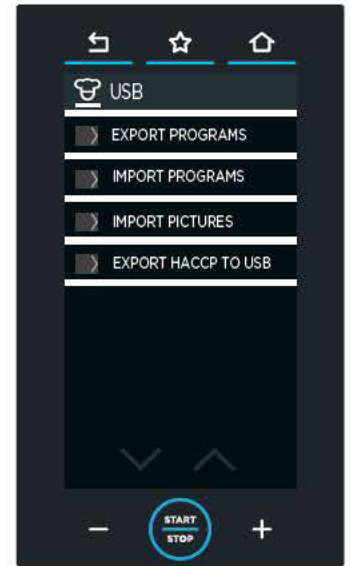 USB
EXPORT PROGRAMS
IMPORT PROGRAMS
IMPORT PICTURES
EXPORT HACCP TO USB
START
STOP